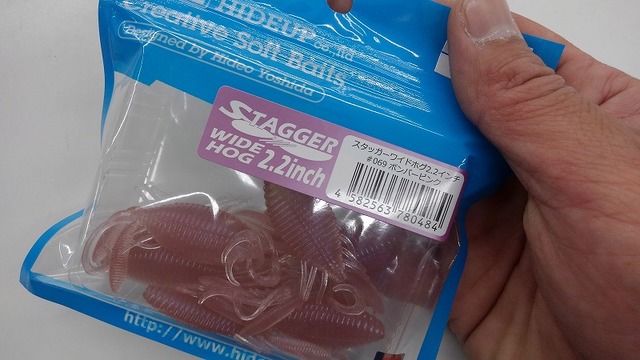 HIDEUP co.,ltd.
Creative Soft Baits
Designed by Hideo Yoshida
STAGGER
WIDE
HOG 2.2inch
スタッガーワイドホグ2.2インチ
#069 ボンバーピンク
4 582563 780484
http://www.hide